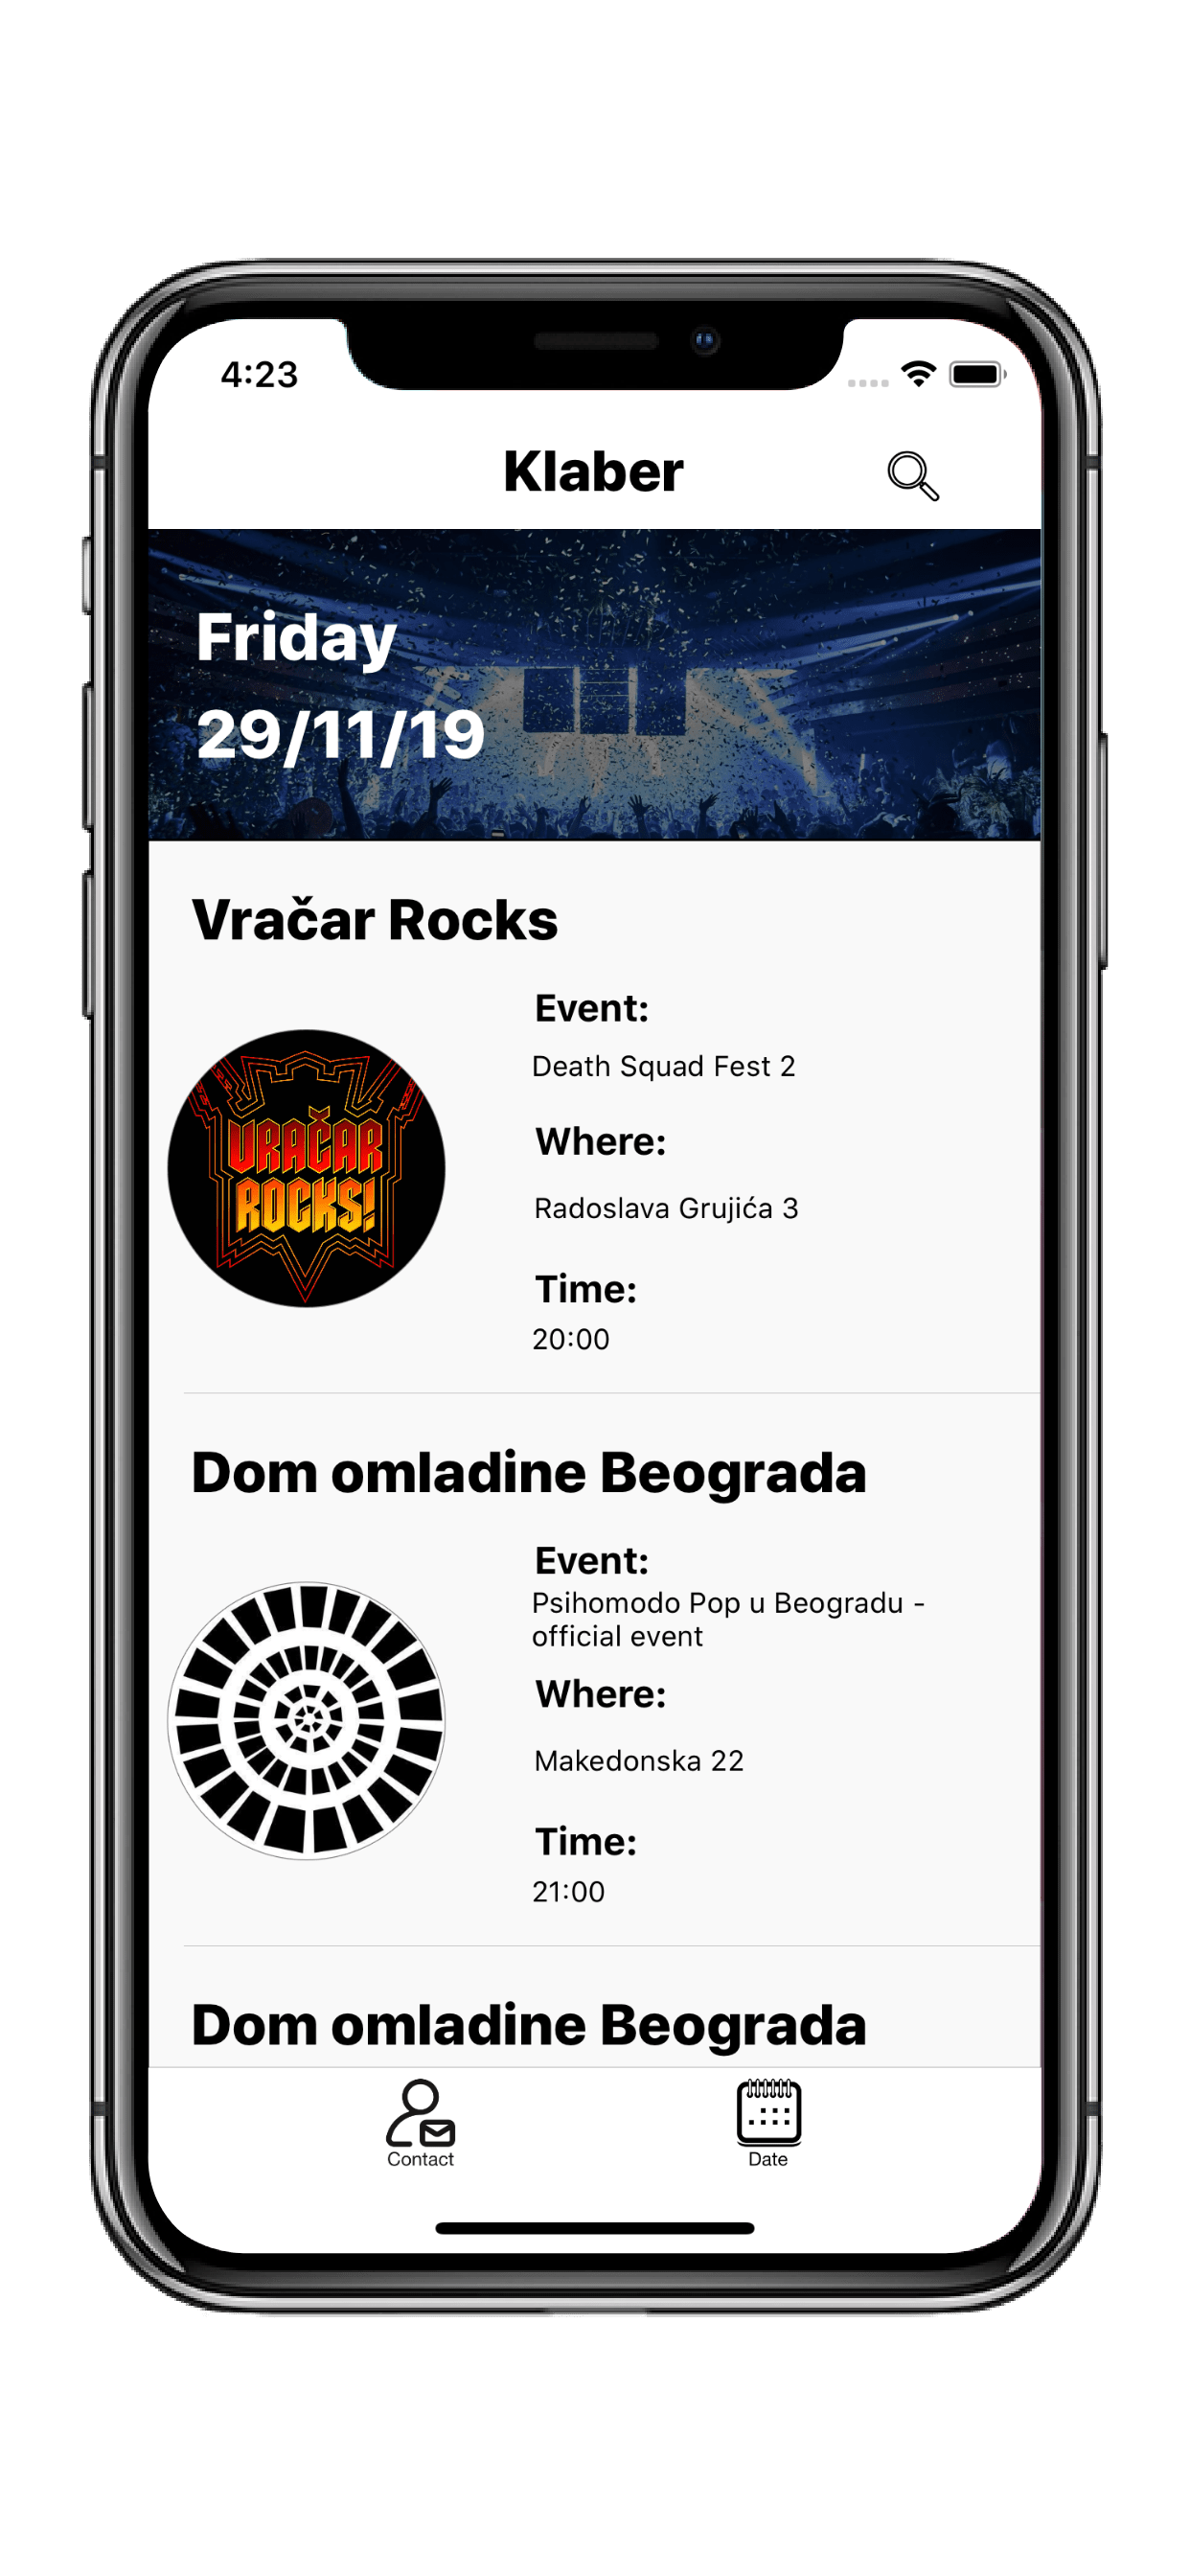 4:23
Klaber
Friday
29/11/19
Vračar Rocks
Event:
Death Squad Fest 2
VRAČAR
ROCKS!
Where:
Radoslava Grujića 3
Time:
20:00
Dom omladine Beograda
Event:
Psihomodo Pop u Beogradu -
official event
Where:
Makedonska 22
Time:
21:00
Dom omladine Beograda
Contact
Date